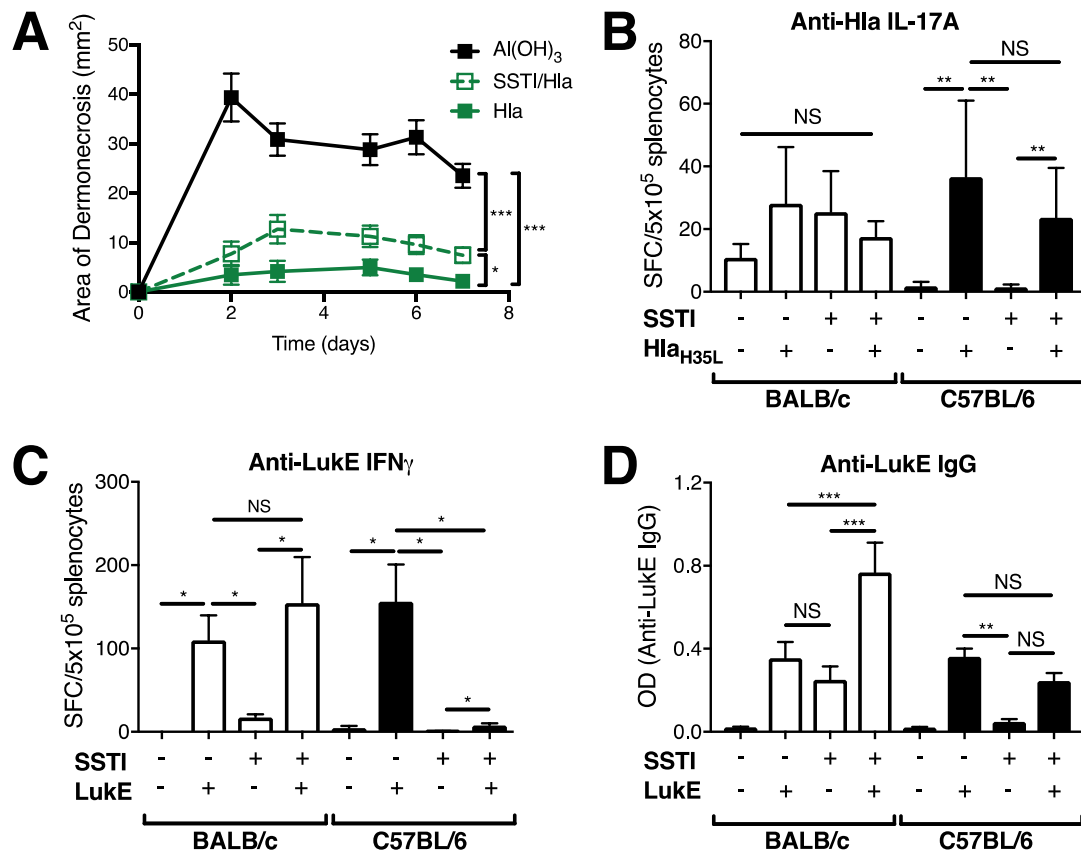 A
Area of Dermonecrosis (mm²)
50
40
30
20
10
0
0 2 4 6 8
Time (days)
Al(OH)₃
SSTI/Hla
Hla
***
***
*
B
Anti-Hla IL-17A
SFC/5x10⁵ splenocytes
80
60
40
20
0
NS
NS
** **
**
SSTI - - + + - - + +
Hla_H35L - + - + - + - +
BALB/c C57BL/6
C
Anti-LukE IFNγ
SFC/5x10⁵ splenocytes
300
200
100
0
NS
*
*
* *
* *
*
SSTI - - + + - - + +
LukE - + - + - + - +
BALB/c C57BL/6
D
Anti-LukE IgG
OD (Anti-LukE IgG)
1.2
0.8
0.4
0.0
***
***
NS
NS
** NS
SSTI - - + + - - + +
LukE - + - + - + - +
BALB/c C57BL/6